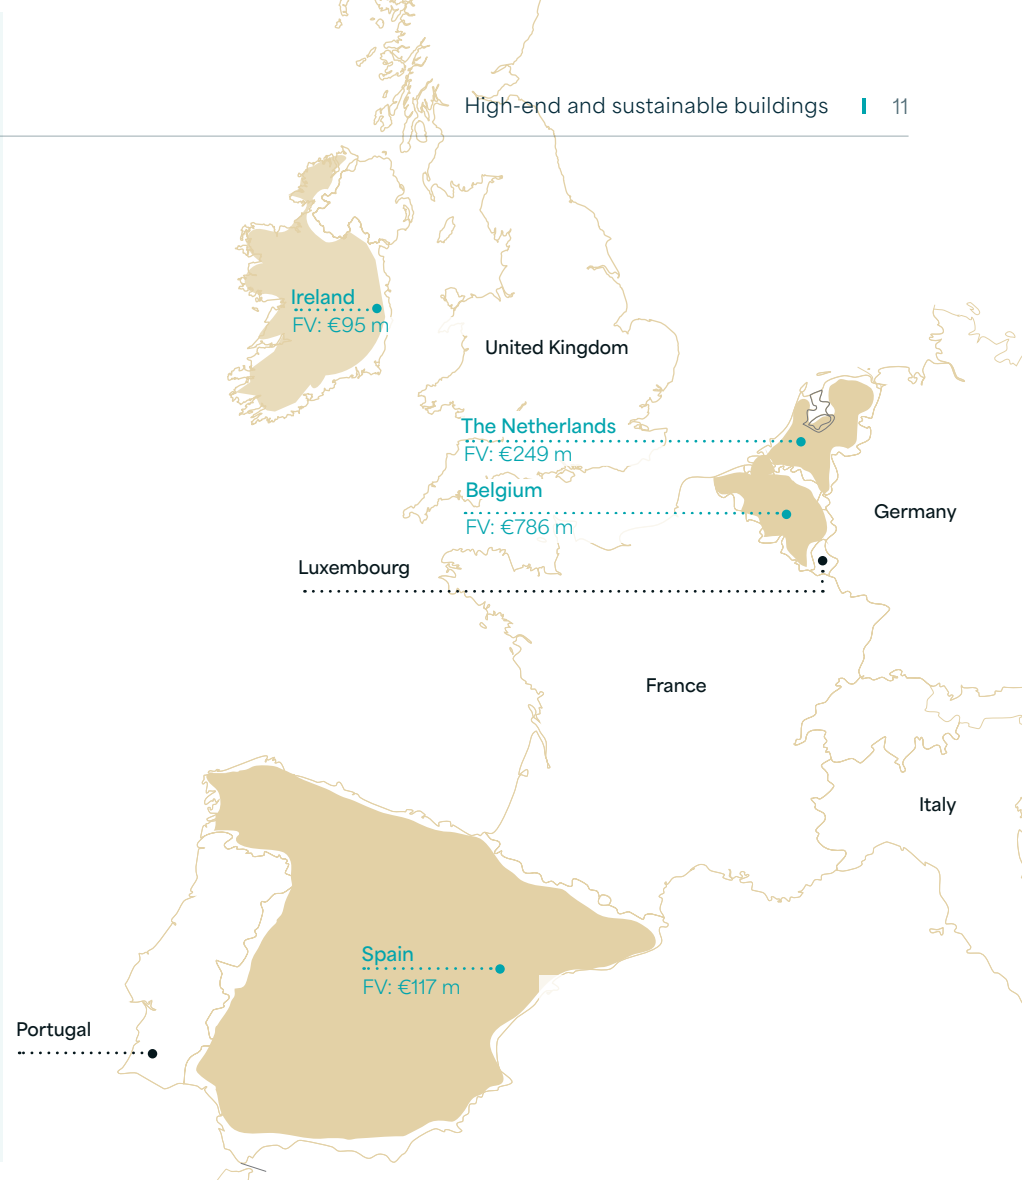 High-end and sustainable buildings 11
Ireland
FV: €95 m
United Kingdom
The Netherlands
FV: €249 m
Belgium
FV: €786 m
Germany
Luxembourg
France
Italy
Spain
FV: €117 m
Portugal